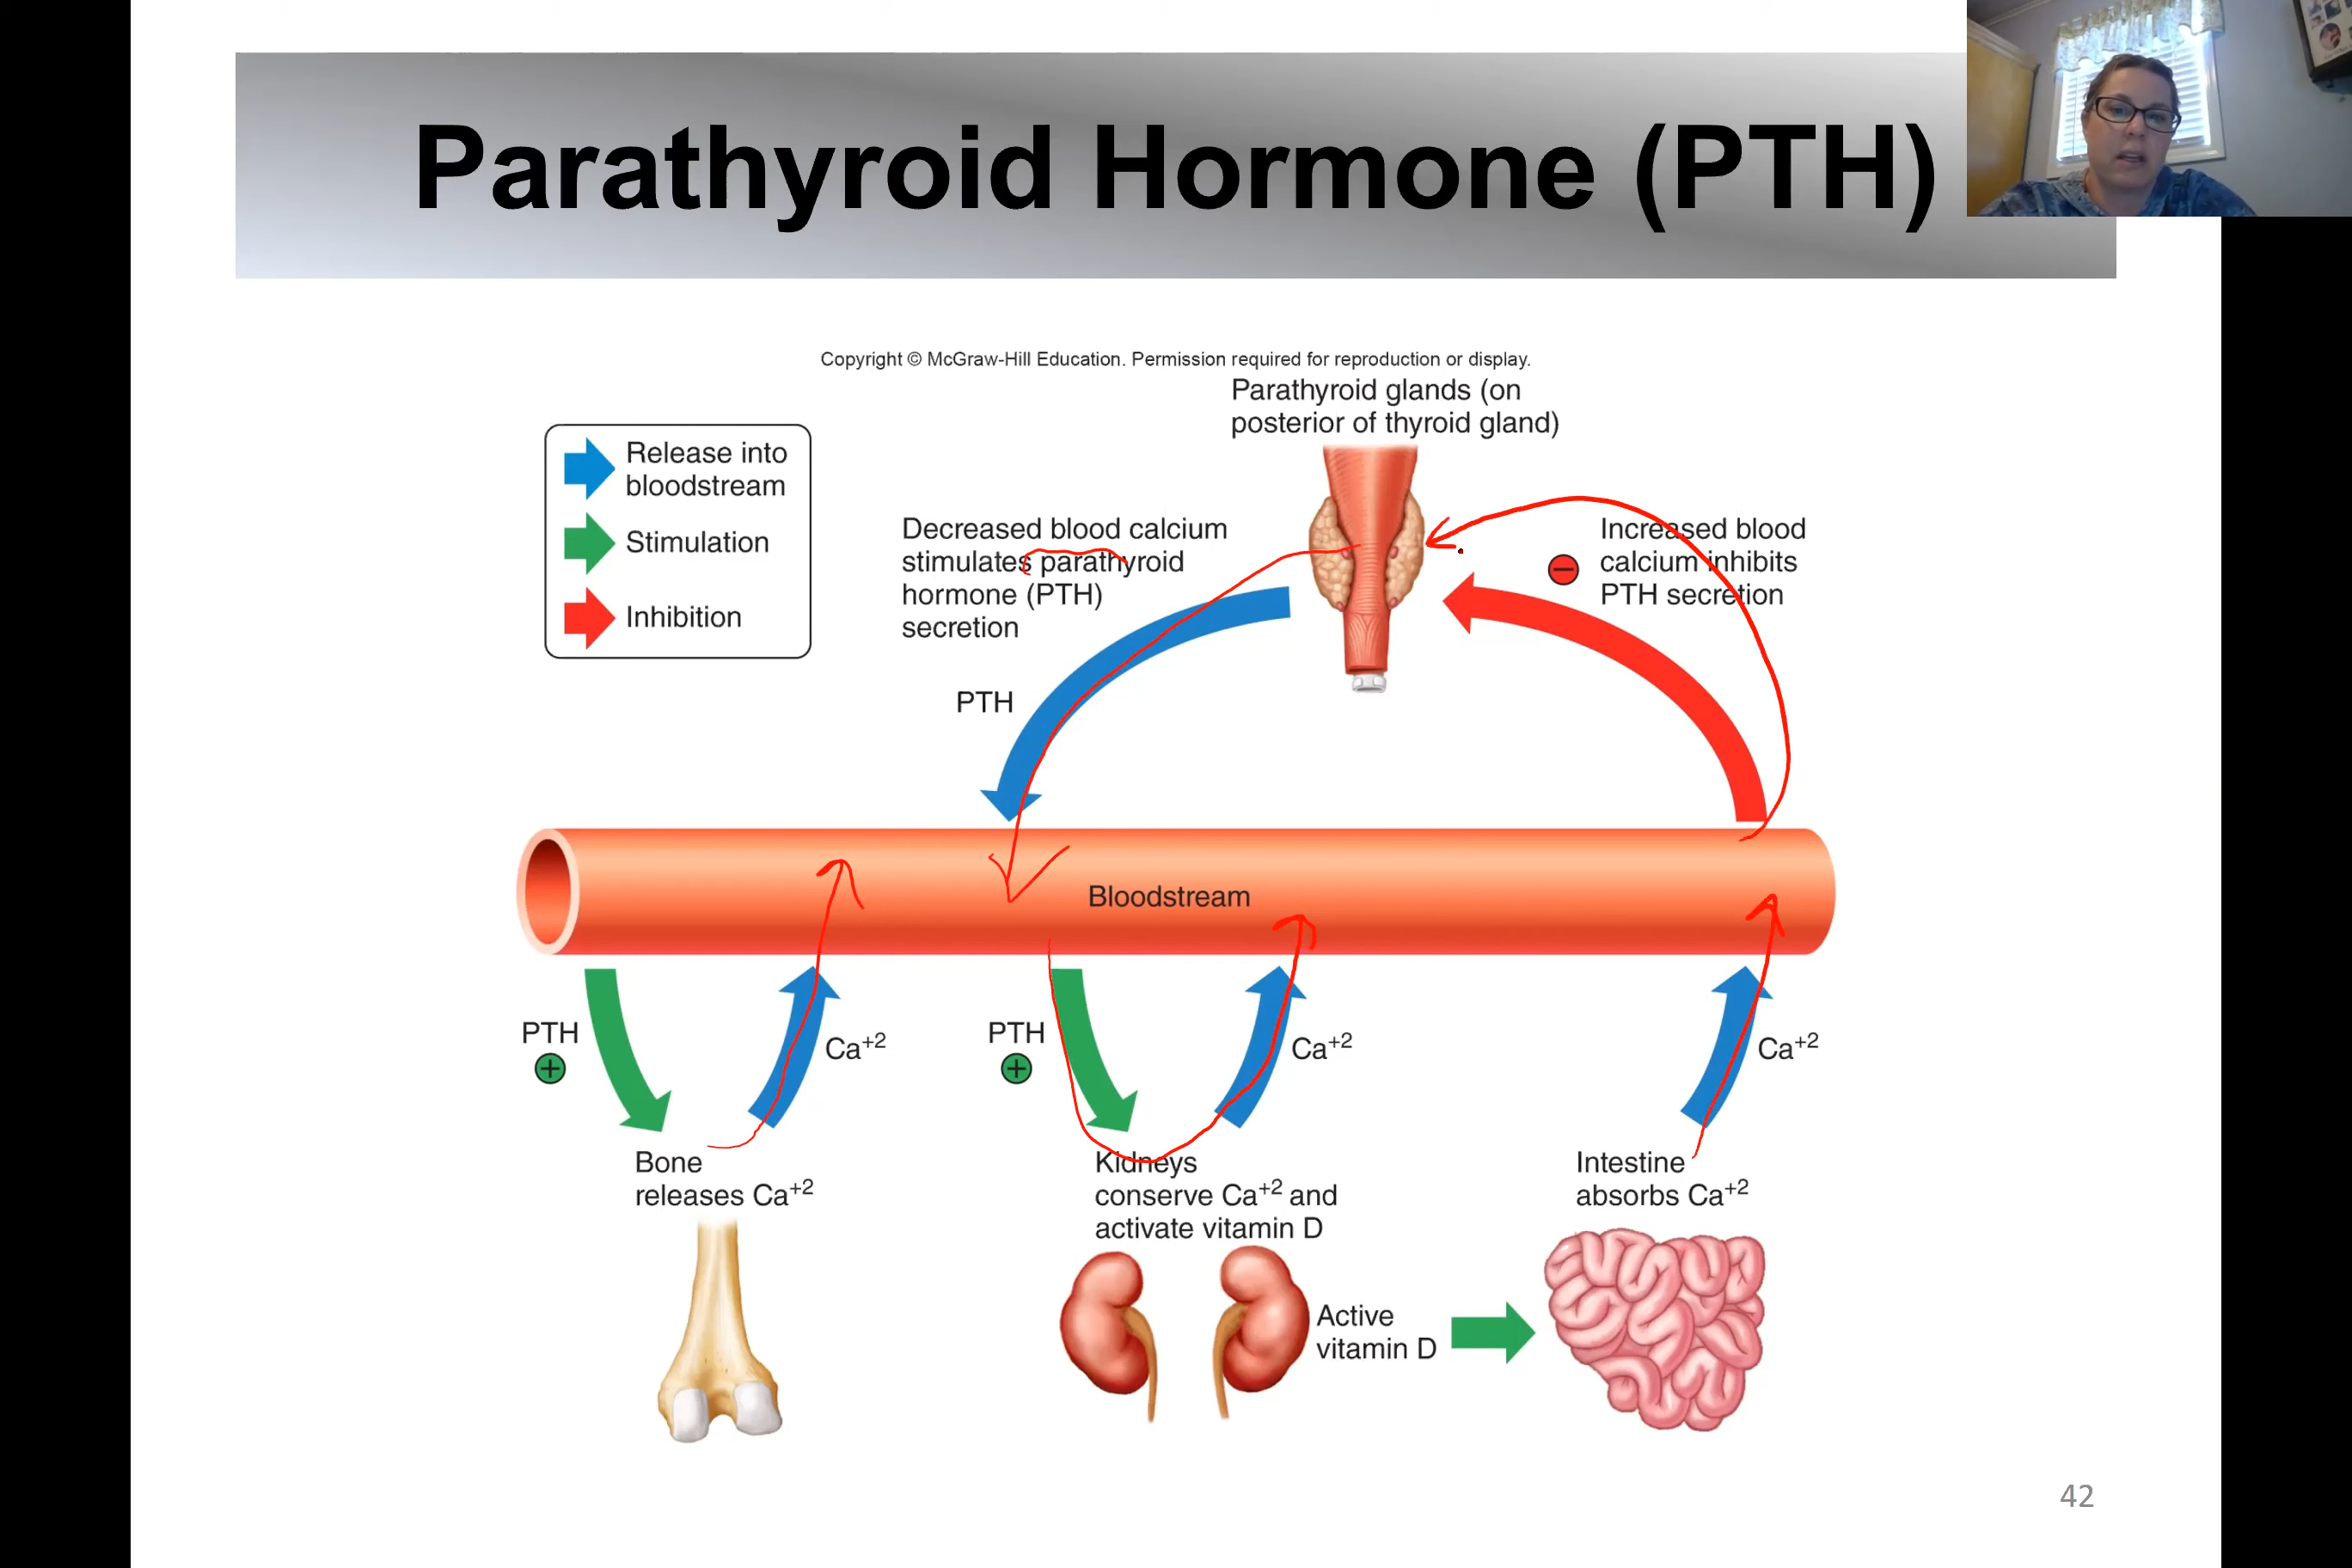 Parathyroid Hormone (PTH)
Copyright © McGraw-Hill Education. Permission required for reproduction or display.
Parathyroid glands (on
posterior of thyroid gland)
Release into
bloodstream
Stimulation
Inhibition
Decreased blood calcium
stimulates parathyroid
hormone (PTH)
secretion
Increased blood
calcium inhibits
PTH secretion
PTH
Bloodstream
PTH
Ca+2
PTH
Ca+2
Ca+2
Bone
releases Ca+2
Kidneys
conserve Ca+2 and
activate vitamin D
Intestine
absorbs Ca+2
Active
vitamin D
42